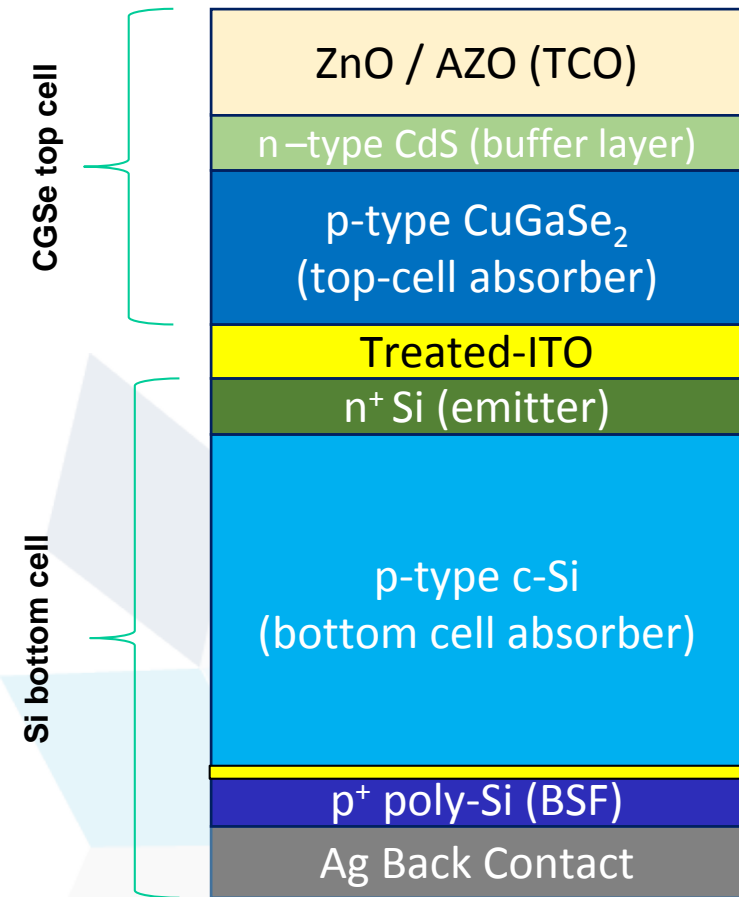 CGSe top cell
ZnO / AZO (TCO)
n–type CdS (buffer layer)
p-type CuGaSe₂
(top-cell absorber)
Treated-ITO
Si bottom cell
n⁺ Si (emitter)
p-type c-Si
(bottom cell absorber)
p⁺ poly-Si (BSF)
Ag Back Contact